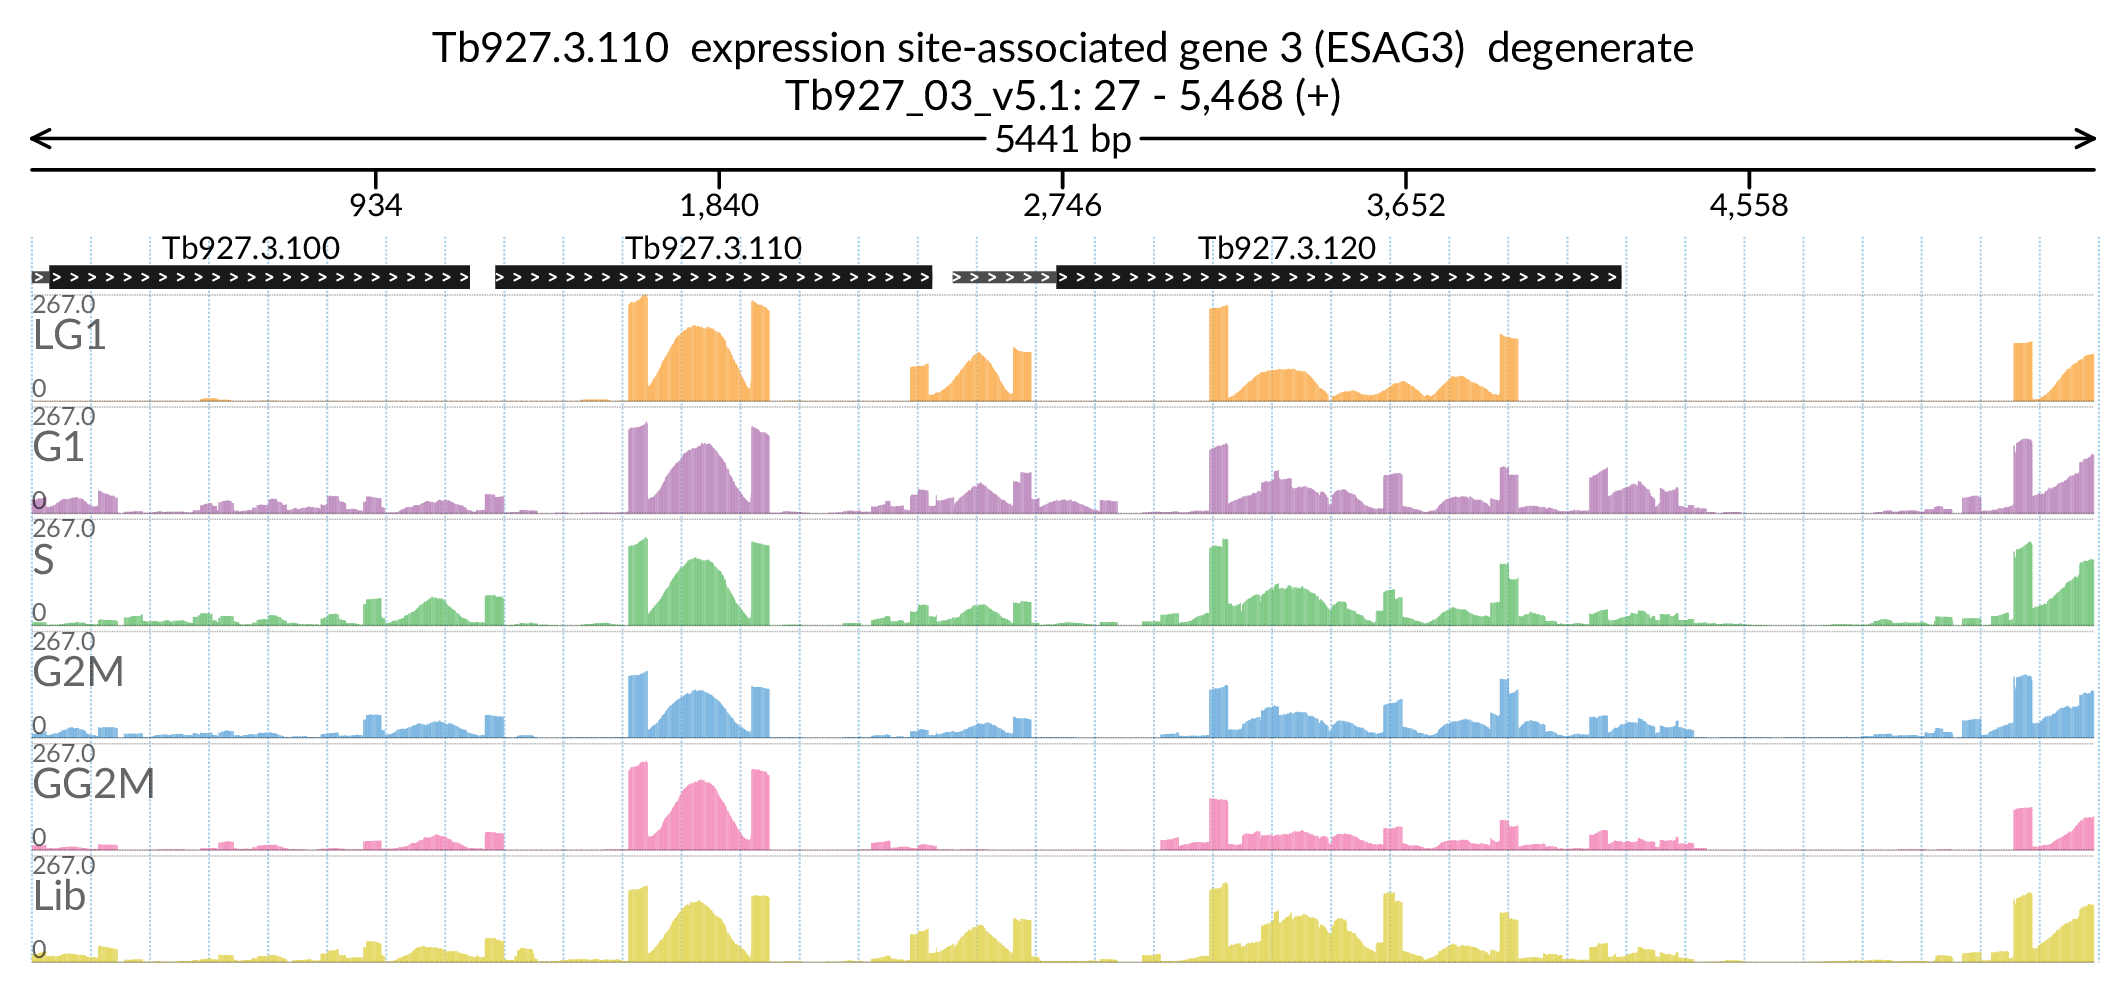 Tb927.3.110  expression site-associated gene 3 (ESAG3)  degenerate
Tb927_03_v5.1: 27 - 5,468 (+)
5441 bp
934 1,840 2,746 3,652 4,558
Tb927.3.100 Tb927.3.110 Tb927.3.120
267.0
LG1
0
267.0
G1
0
267.0
S
0
267.0
G2M
0
267.0
GG2M
0
267.0
Lib
0